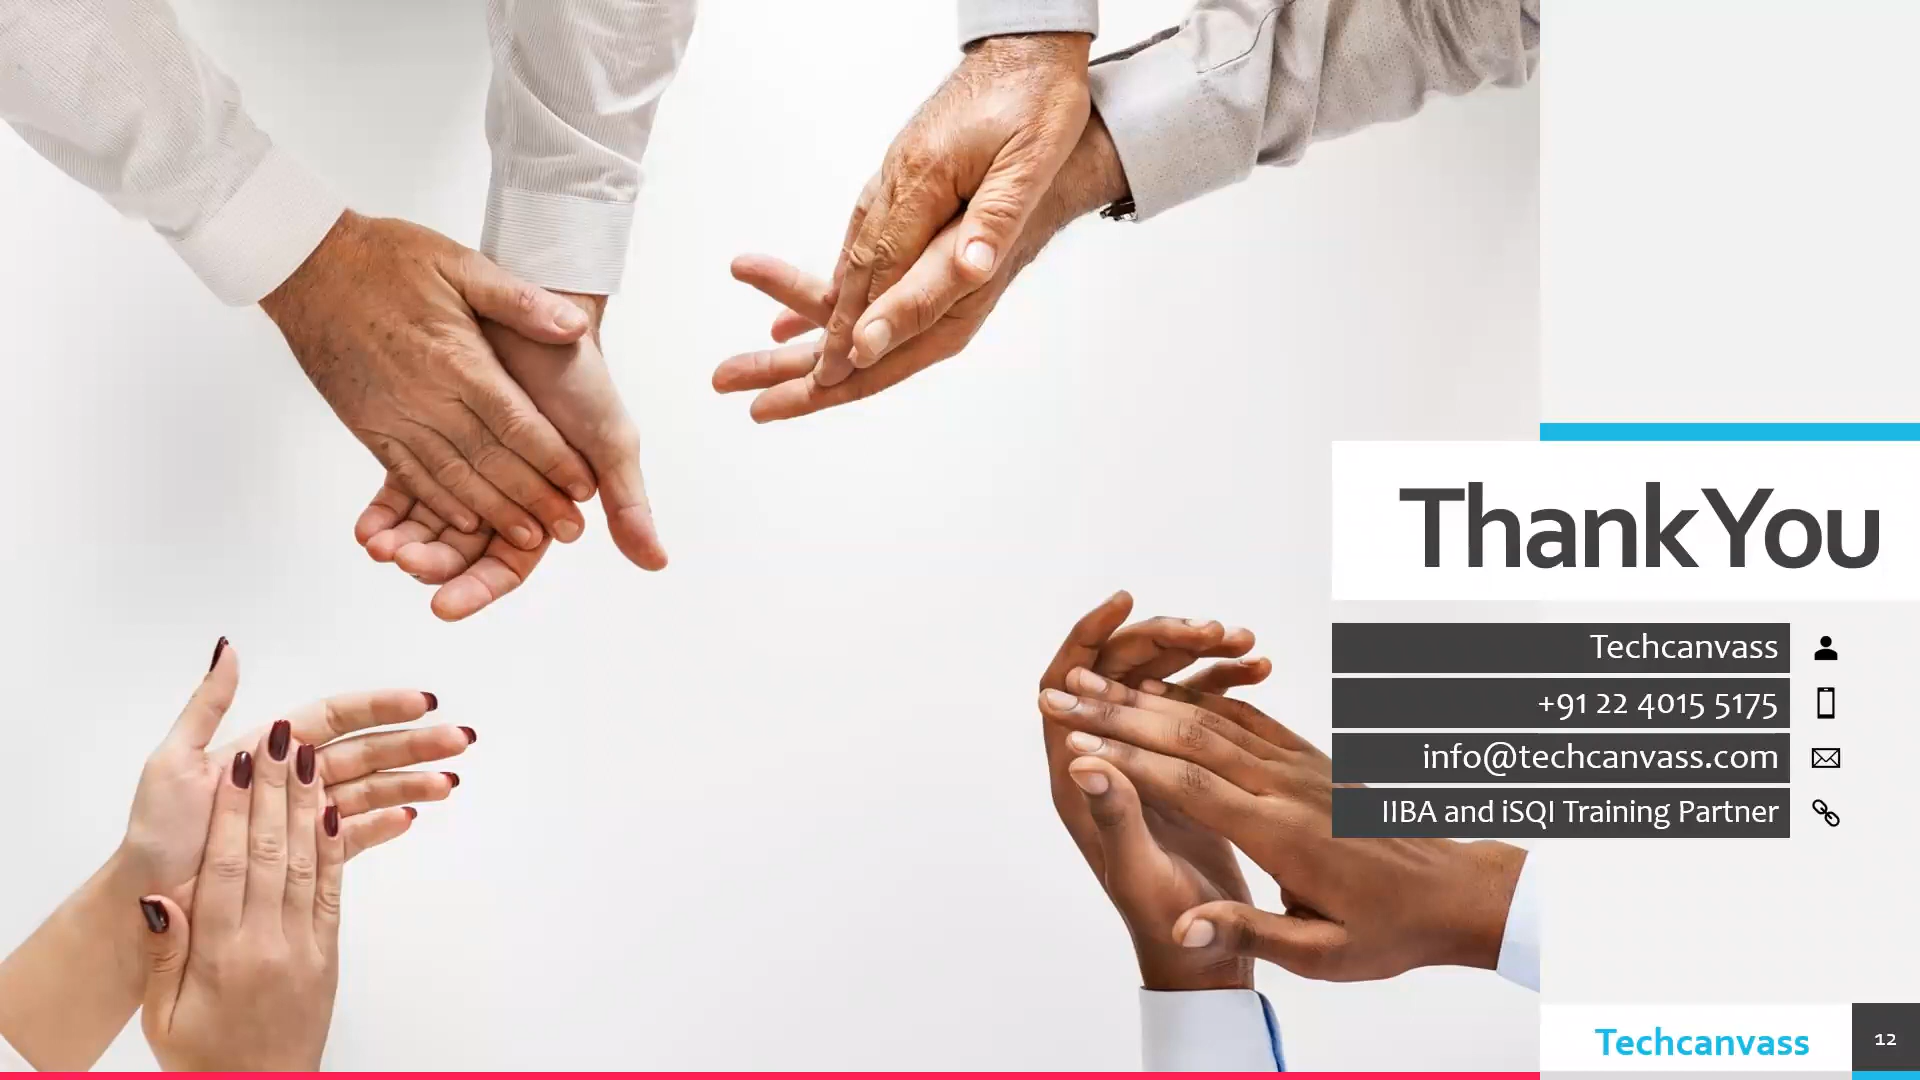 Thank You
Techcanvass
+91 22 4015 5175
info@techcanvass.com
IIBA and iSQI Training Partner
Techcanvass
12